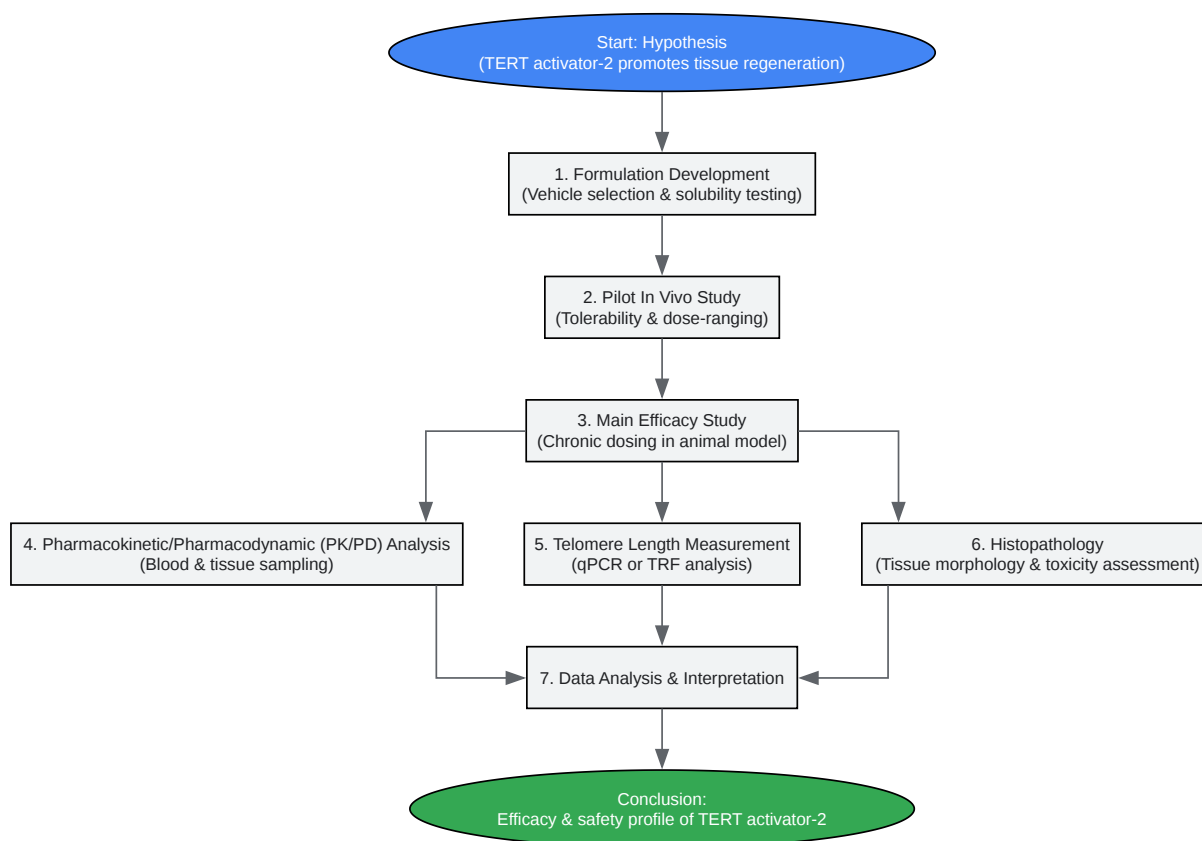 Start: Hypothesis
(TERT activator-2 promotes tissue regeneration)
1. Formulation Development
(Vehicle selection & solubility testing)
2. Pilot In Vivo Study
(Tolerability & dose-ranging)
3. Main Efficacy Study
(Chronic dosing in animal model)
4. Pharmacokinetic/Pharmacodynamic (PK/PD) Analysis
(Blood & tissue sampling)
5. Telomere Length Measurement
(qPCR or TRF analysis)
6. Histopathology
(Tissue morphology & toxicity assessment)
7. Data Analysis & Interpretation
Conclusion:
Efficacy & safety profile of TERT activator-2